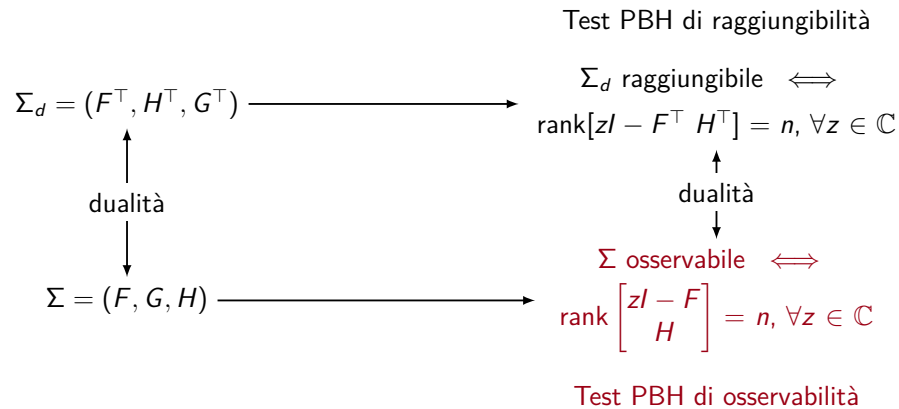 Test PBH di raggiungibilità
Σ_d = (F^⊤, H^⊤, G^⊤)
Σ_d raggiungibile ⟺
rank[zI − F^⊤ H^⊤] = n, ∀z ∈ ℂ
dualità
dualità
Σ = (F, G, H)
Σ osservabile ⟺
rank [zI − F
H] = n, ∀z ∈ ℂ
Test PBH di osservabilità